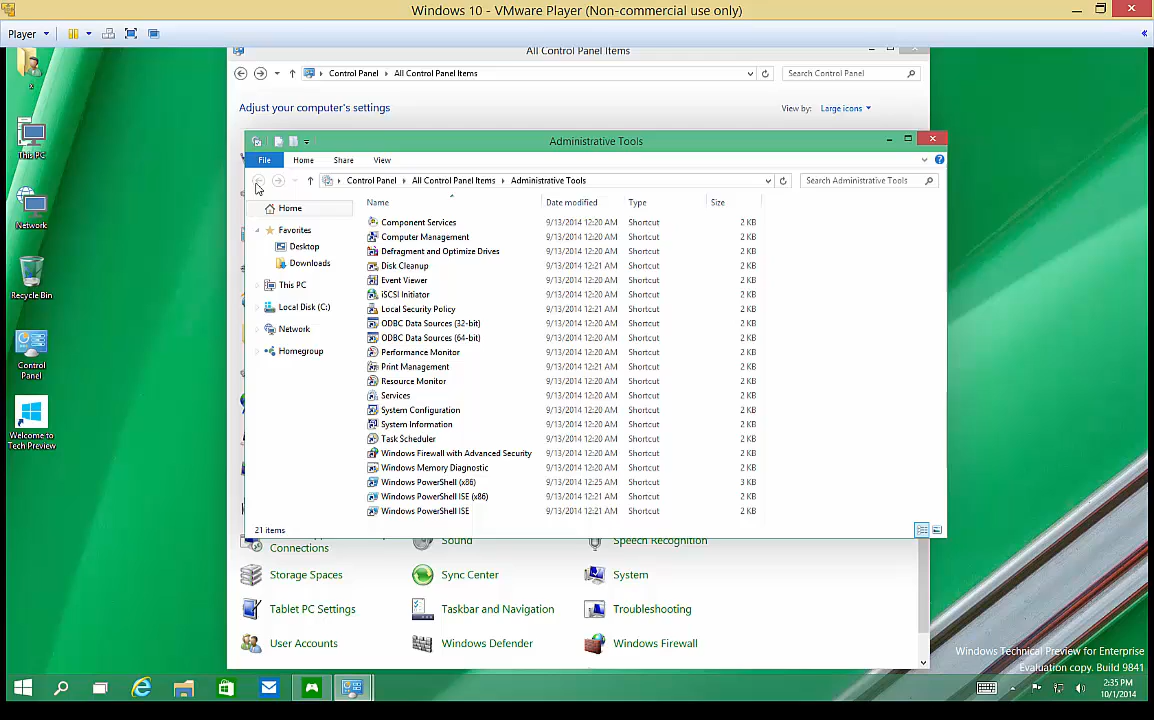 Windows 10 - VMware Player (Non-commercial use only)
Player
All Control Panel Items
Control Panel All Control Panel Items Search Control Panel
Adjust your computer's settings View by: Large icons
Administrative Tools
File Home Share View
Control Panel All Control Panel Items Administrative Tools Search Administrative Tools
Name Date modified Type Size
Home
Favorites
Desktop
Downloads
This PC
Local Disk (C:)
Network
Homegroup
Component Services 9/13/2014 12:20 AM Shortcut 2 KB
Computer Management 9/13/2014 12:20 AM Shortcut 2 KB
Defragment and Optimize Drives 9/13/2014 12:20 AM Shortcut 2 KB
Disk Cleanup 9/13/2014 12:21 AM Shortcut 2 KB
Event Viewer 9/13/2014 12:20 AM Shortcut 2 KB
iSCSI Initiator 9/13/2014 12:20 AM Shortcut 2 KB
Local Security Policy 9/13/2014 12:21 AM Shortcut 2 KB
ODBC Data Sources (32-bit) 9/13/2014 12:20 AM Shortcut 2 KB
ODBC Data Sources (64-bit) 9/13/2014 12:20 AM Shortcut 2 KB
Performance Monitor 9/13/2014 12:20 AM Shortcut 2 KB
Print Management 9/13/2014 12:21 AM Shortcut 2 KB
Resource Monitor 9/13/2014 12:20 AM Shortcut 2 KB
Services 9/13/2014 12:20 AM Shortcut 2 KB
System Configuration 9/13/2014 12:20 AM Shortcut 2 KB
System Information 9/13/2014 12:20 AM Shortcut 2 KB
Task Scheduler 9/13/2014 12:20 AM Shortcut 2 KB
Windows Firewall with Advanced Security 9/13/2014 12:20 AM Shortcut 2 KB
Windows Memory Diagnostic 9/13/2014 12:20 AM Shortcut 2 KB
Windows PowerShell (x86) 9/13/2014 12:25 AM Shortcut 3 KB
Windows PowerShell ISE (x86) 9/13/2014 12:21 AM Shortcut 2 KB
Windows PowerShell ISE 9/13/2014 12:21 AM Shortcut 2 KB
21 items
Connections Sound Speech Recognition
Storage Spaces Sync Center System
Tablet PC Settings Taskbar and Navigation Troubleshooting
User Accounts Windows Defender Windows Firewall
x
This PC
Network
Recycle Bin
Control
Panel
Welcome to
Tech Preview
Windows Technical Preview for Enterprise
Evaluation copy. Build 9841
2:35 PM
10/1/2014